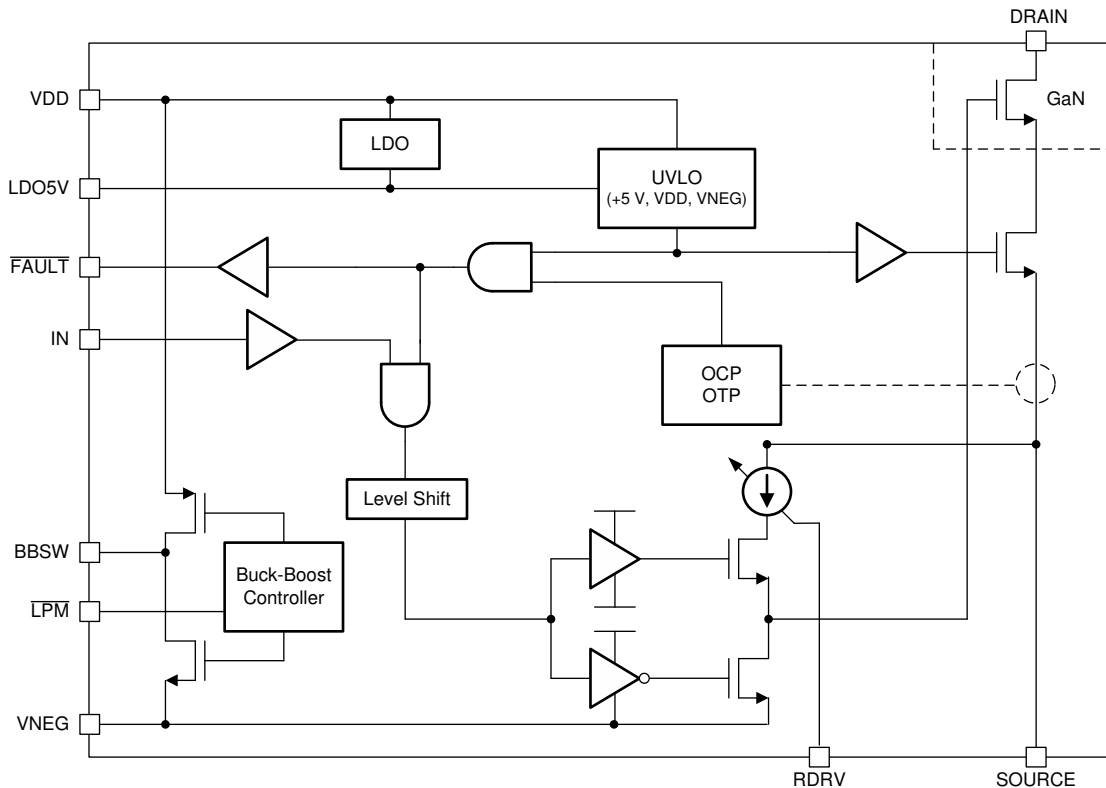 DRAIN
VDD
GaN
LDO
LDO5V
UVLO
(+5 V, VDD, VNEG)
FAULT
IN
OCP
OTP
Level Shift
BBSW
Buck-Boost
Controller
LPM
VNEG
RDRV
SOURCE